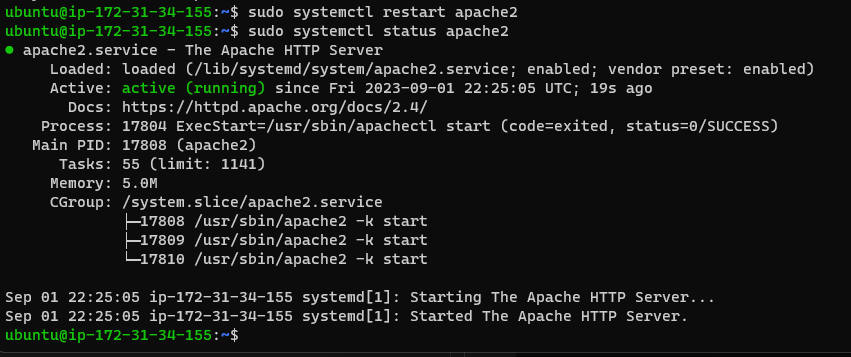 ubuntu@ip-172-31-34-155:~$ sudo systemctl restart apache2
ubuntu@ip-172-31-34-155:~$ sudo systemctl status apache2
● apache2.service - The Apache HTTP Server
     Loaded: loaded (/lib/systemd/system/apache2.service; enabled; vendor preset: enabled)
     Active: active (running) since Fri 2023-09-01 22:25:05 UTC; 19s ago
       Docs: https://httpd.apache.org/docs/2.4/
    Process: 17804 ExecStart=/usr/sbin/apachectl start (code=exited, status=0/SUCCESS)
   Main PID: 17808 (apache2)
      Tasks: 55 (limit: 1141)
     Memory: 5.0M
     CGroup: /system.slice/apache2.service
             ├─17808 /usr/sbin/apache2 -k start
             ├─17809 /usr/sbin/apache2 -k start
             └─17810 /usr/sbin/apache2 -k start

Sep 01 22:25:05 ip-172-31-34-155 systemd[1]: Starting The Apache HTTP Server...
Sep 01 22:25:05 ip-172-31-34-155 systemd[1]: Started The Apache HTTP Server.
ubuntu@ip-172-31-34-155:~$